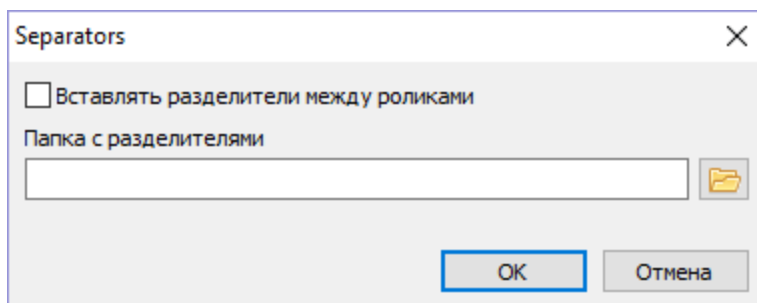 Separators
Вставлять разделители между роликами
Папка с разделителями
OK
Отмена